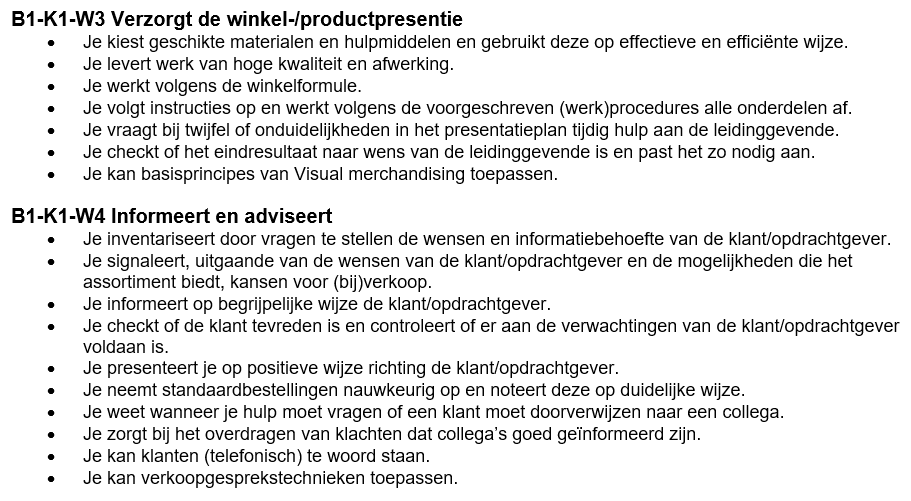 B1-K1-W3 Verzorgt de winkel-/productpresentie
• Je kiest geschikte materialen en hulpmiddelen en gebruikt deze op effectieve en efficiënte wijze.
• Je levert werk van hoge kwaliteit en afwerking.
• Je werkt volgens de winkelformule.
• Je volgt instructies op en werkt volgens de voorgeschreven (werk)procedures alle onderdelen af.
• Je vraagt bij twijfel of onduidelijkheden in het presentatieplan tijdig hulp aan de leidinggevende.
• Je checkt of het eindresultaat naar wens van de leidinggevende is en past het zo nodig aan.
• Je kan basisprincipes van Visual merchandising toepassen.
B1-K1-W4 Informeert en adviseert
• Je inventariseert door vragen te stellen de wensen en informatiebehoefte van de klant/opdrachtgever.
• Je signaleert, uitgaande van de wensen van de klant/opdrachtgever en de mogelijkheden die het
assortiment biedt, kansen voor (bij)verkoop.
• Je informeert op begrijpelijke wijze de klant/opdrachtgever.
• Je checkt of de klant tevreden is en controleert of er aan de verwachtingen van de klant/opdrachtgever
voldaan is.
• Je presenteert je op positieve wijze richting de klant/opdrachtgever.
• Je neemt standaardbestellingen nauwkeurig op en noteert deze op duidelijke wijze.
• Je weet wanneer je hulp moet vragen of een klant moet doorverwijzen naar een collega.
• Je zorgt bij het overdragen van klachten dat collega's goed geïnformeerd zijn.
• Je kan klanten (telefonisch) te woord staan.
• Je kan verkoopgesprekstechnieken toepassen.